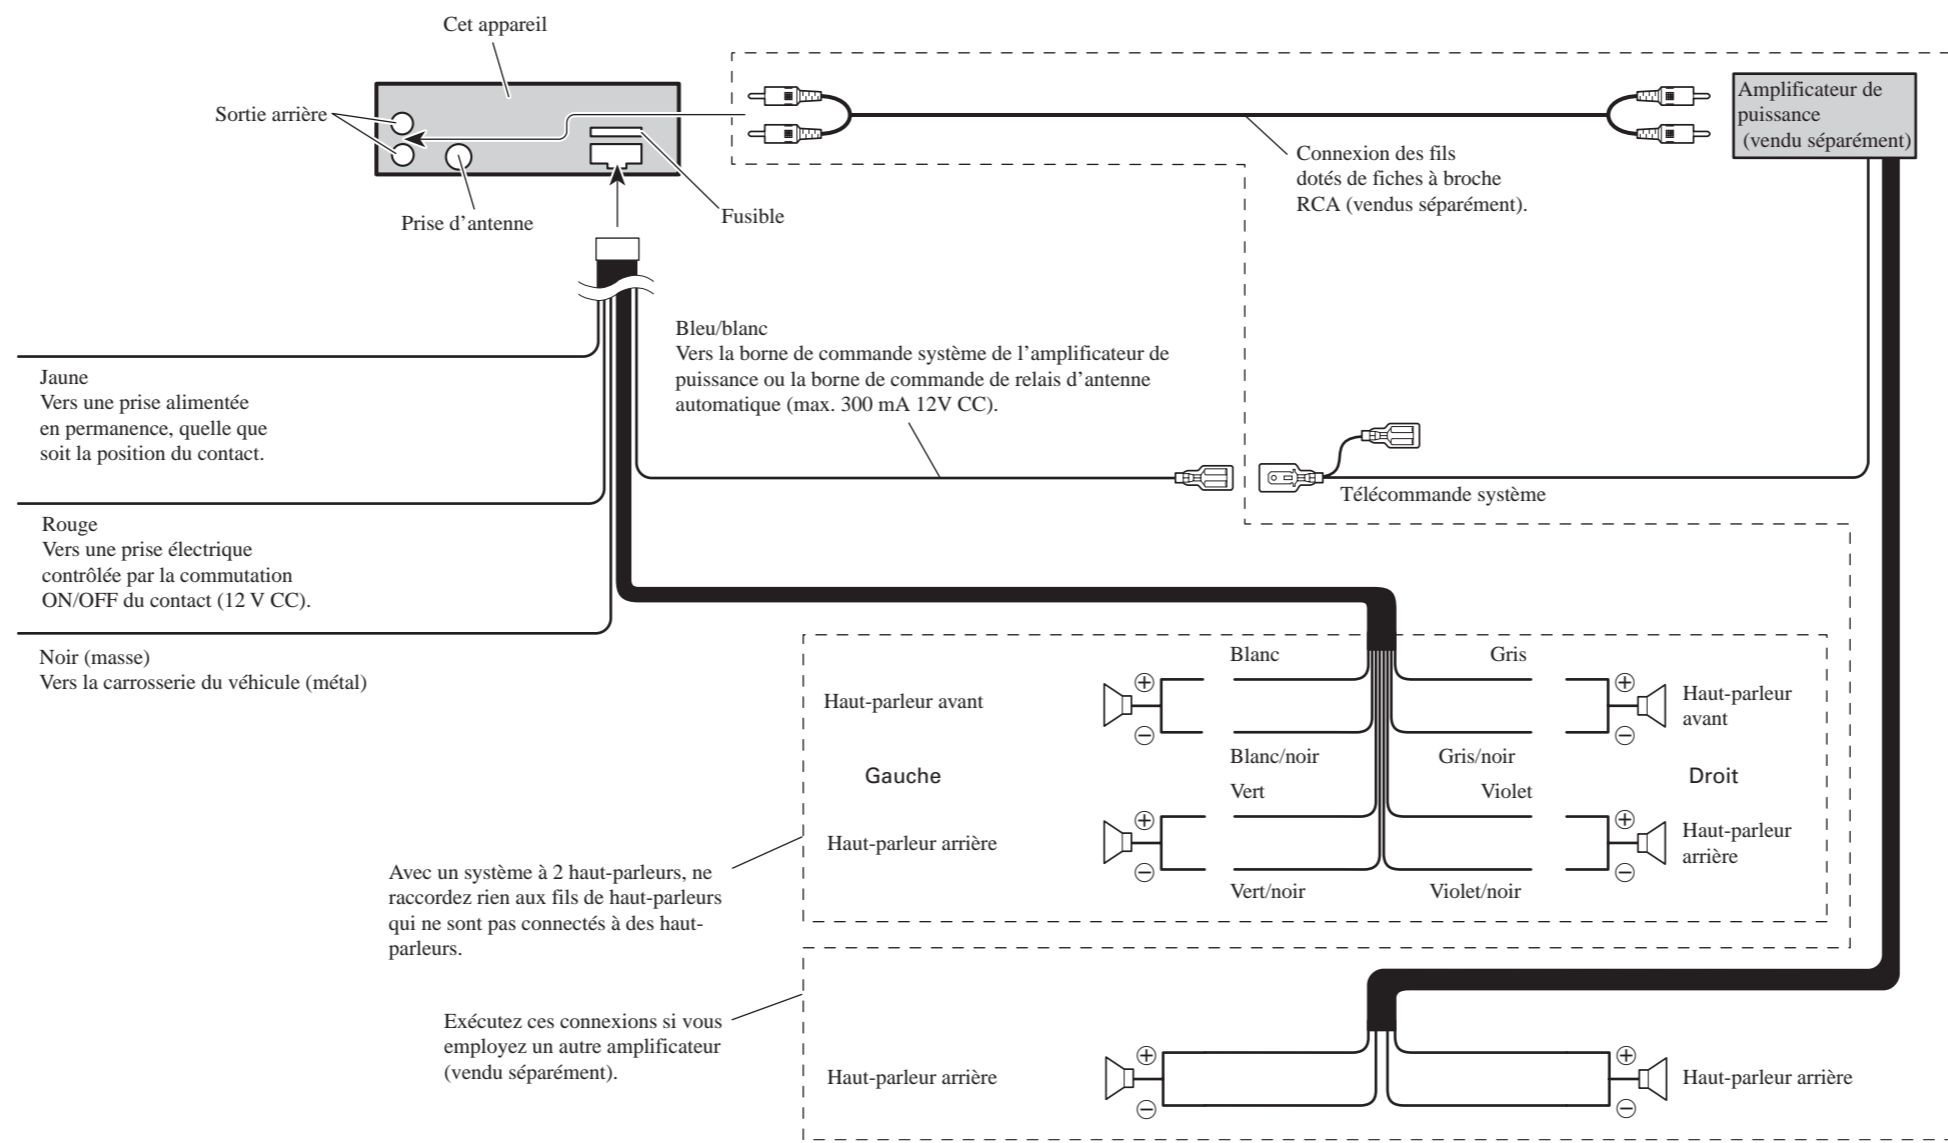 Cet appareil
Sortie arrière
Prise d'antenne
Fusible
Amplificateur de
puissance
(vendu séparément)
Connexion des fils
dotés de fiches à broche
RCA (vendus séparément).
Bleu/blanc
Vers la borne de commande système de l'amplificateur de
puissance ou la borne de commande de relais d'antenne
automatique (max. 300 mA 12V CC).
Jaune
Vers une prise alimentée
en permanence, quelle que
soit la position du contact.
Télécommande système
Rouge
Vers une prise électrique
contrôlée par la commutation
ON/OFF du contact (12 V CC).
Noir (masse)
Vers la carrosserie du véhicule (métal)
Blanc
Gris
Haut-parleur avant
+
+
Haut-parleur
avant
−
−
Blanc/noir
Gris/noir
Gauche
Droit
Vert
Violet
Haut-parleur arrière
+
+
Haut-parleur
arrière
−
−
Vert/noir
Violet/noir
Avec un système à 2 haut-parleurs, ne
raccordez rien aux fils de haut-parleurs
qui ne sont pas connectés à des haut-
parleurs.
Exécutez ces connexions si vous
employez un autre amplificateur
(vendu séparément).
Haut-parleur arrière
+
+
Haut-parleur arrière
−
−